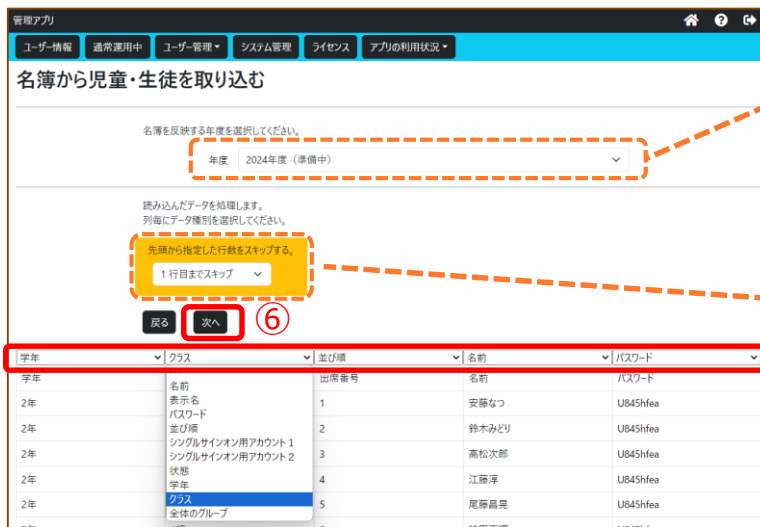 管理アプリ
ユーザー情報 通常運用中 ユーザー管理 システム管理 ライセンス アプリの利用状況
名簿から児童・生徒を取り込む
名簿を反映する年度を選択してください。
年度 2024年度（準備中）
読み込んだデータを処理します。
列毎にデータ種別を選択してください。
先頭から指定した行数をスキップする。
1 行目までスキップ
戻る 次へ ⑥
学年 クラス 並び順 名前 パスワード
学年 出席番号 名前 パスワード
名前
表示名
パスワード
並び順
シングルサインオン用アカウント 1
シングルサインオン用アカウント 2
状態
学年
クラス
全体のグループ
2年 1 安藤なつ U845hfea
2年 2 鈴木みどり U845hfea
2年 3 高松次郎 U845hfea
2年 4 江藤淳 U845hfea
2年 5 尾藤昌晃 U845hfea